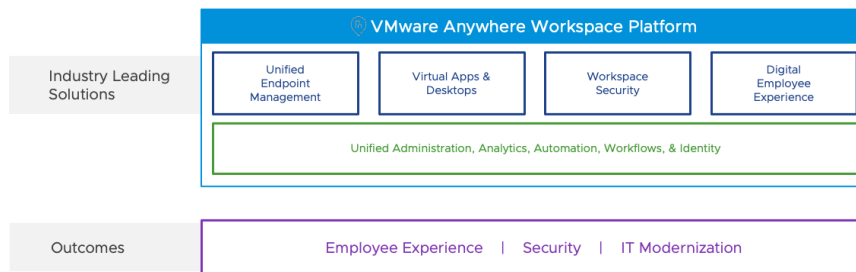 VMware Anywhere Workspace Platform
Industry Leading
Solutions
Unified
Endpoint
Management
Virtual Apps &
Desktops
Workspace
Security
Digital
Employee
Experience
Unified Administration, Analytics, Automation, Workflows, & Identity
Outcomes
Employee Experience | Security | IT Modernization